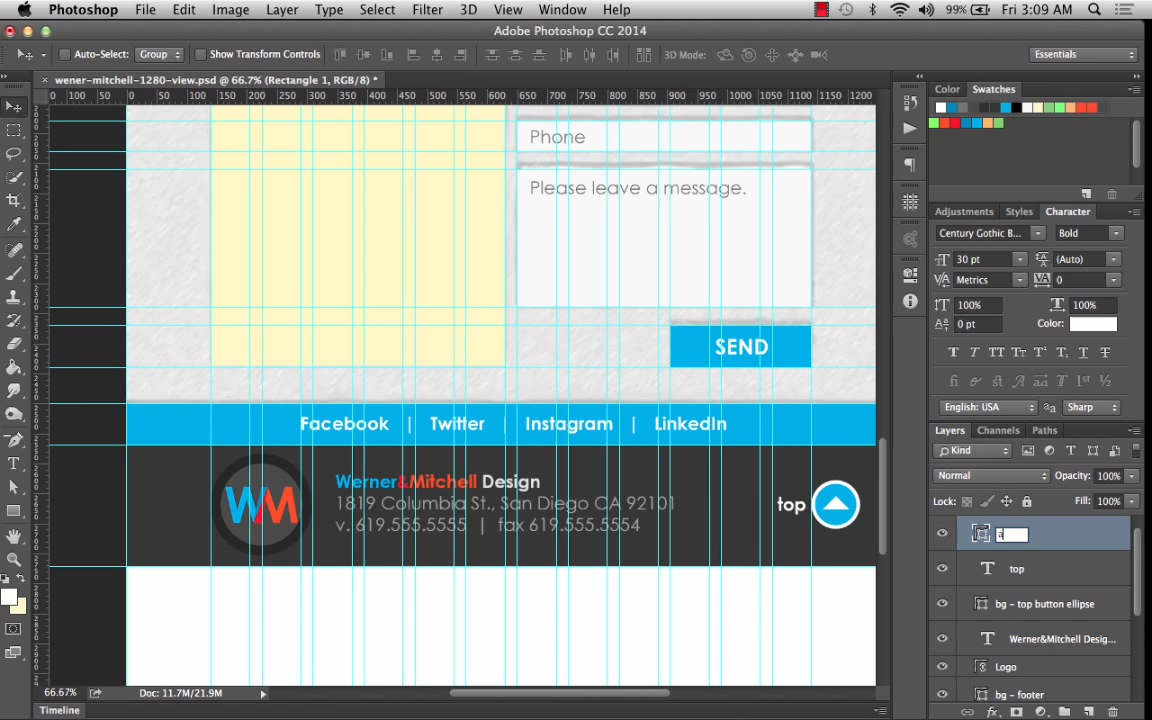 Photoshop File Edit Image Layer Type Select Filter 3D View Window Help 99% Fri 3:09 AM
Adobe Photoshop CC 2014
Auto-Select: Group Show Transform Controls 3D Mode: Essentials
wener-mitchell-1280-view.psd @ 66.7% (Rectangle 1, RGB/8) *
100 50 0 50 100 150 200 250 300 350 400 450 500 550 600 650 700 750 800 850 900 950 1000 1050 1100 1150 1200
Color Swatches
Phone
Please leave a message.
SEND
Facebook | Twitter | Instagram | LinkedIn
WM
Werner&Mitchell Design
1819 Columbia St., San Diego CA 92101
v. 619.555.5555 | fax 619.555.5554
top
Adjustments Styles Character
Century Gothic B... Bold
30 pt (Auto)
Metrics 0
100% 100%
0 pt Color:
English: USA Sharp
Layers Channels Paths
Kind
Normal Opacity: 100%
Lock: Fill: 100%
a
top
bg - top button ellipse
Werner&Mitchell Desig...
Logo
bg - footer
66.67% Doc: 11.7M/21.9M
Timeline